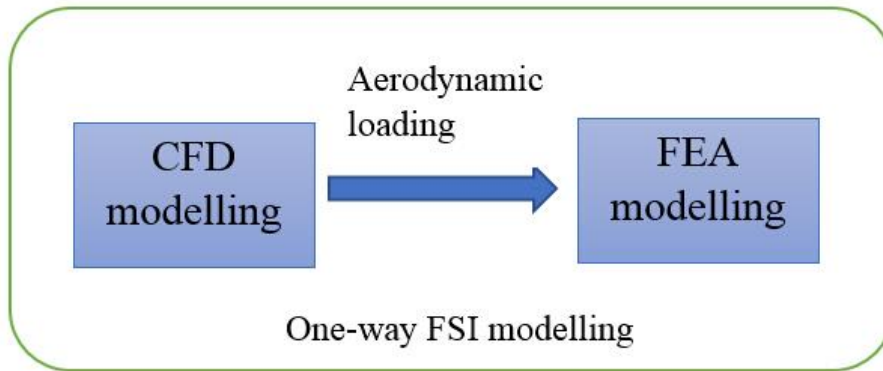 Aerodynamic
loading
CFD
modelling
FEA
modelling
One-way FSI modelling